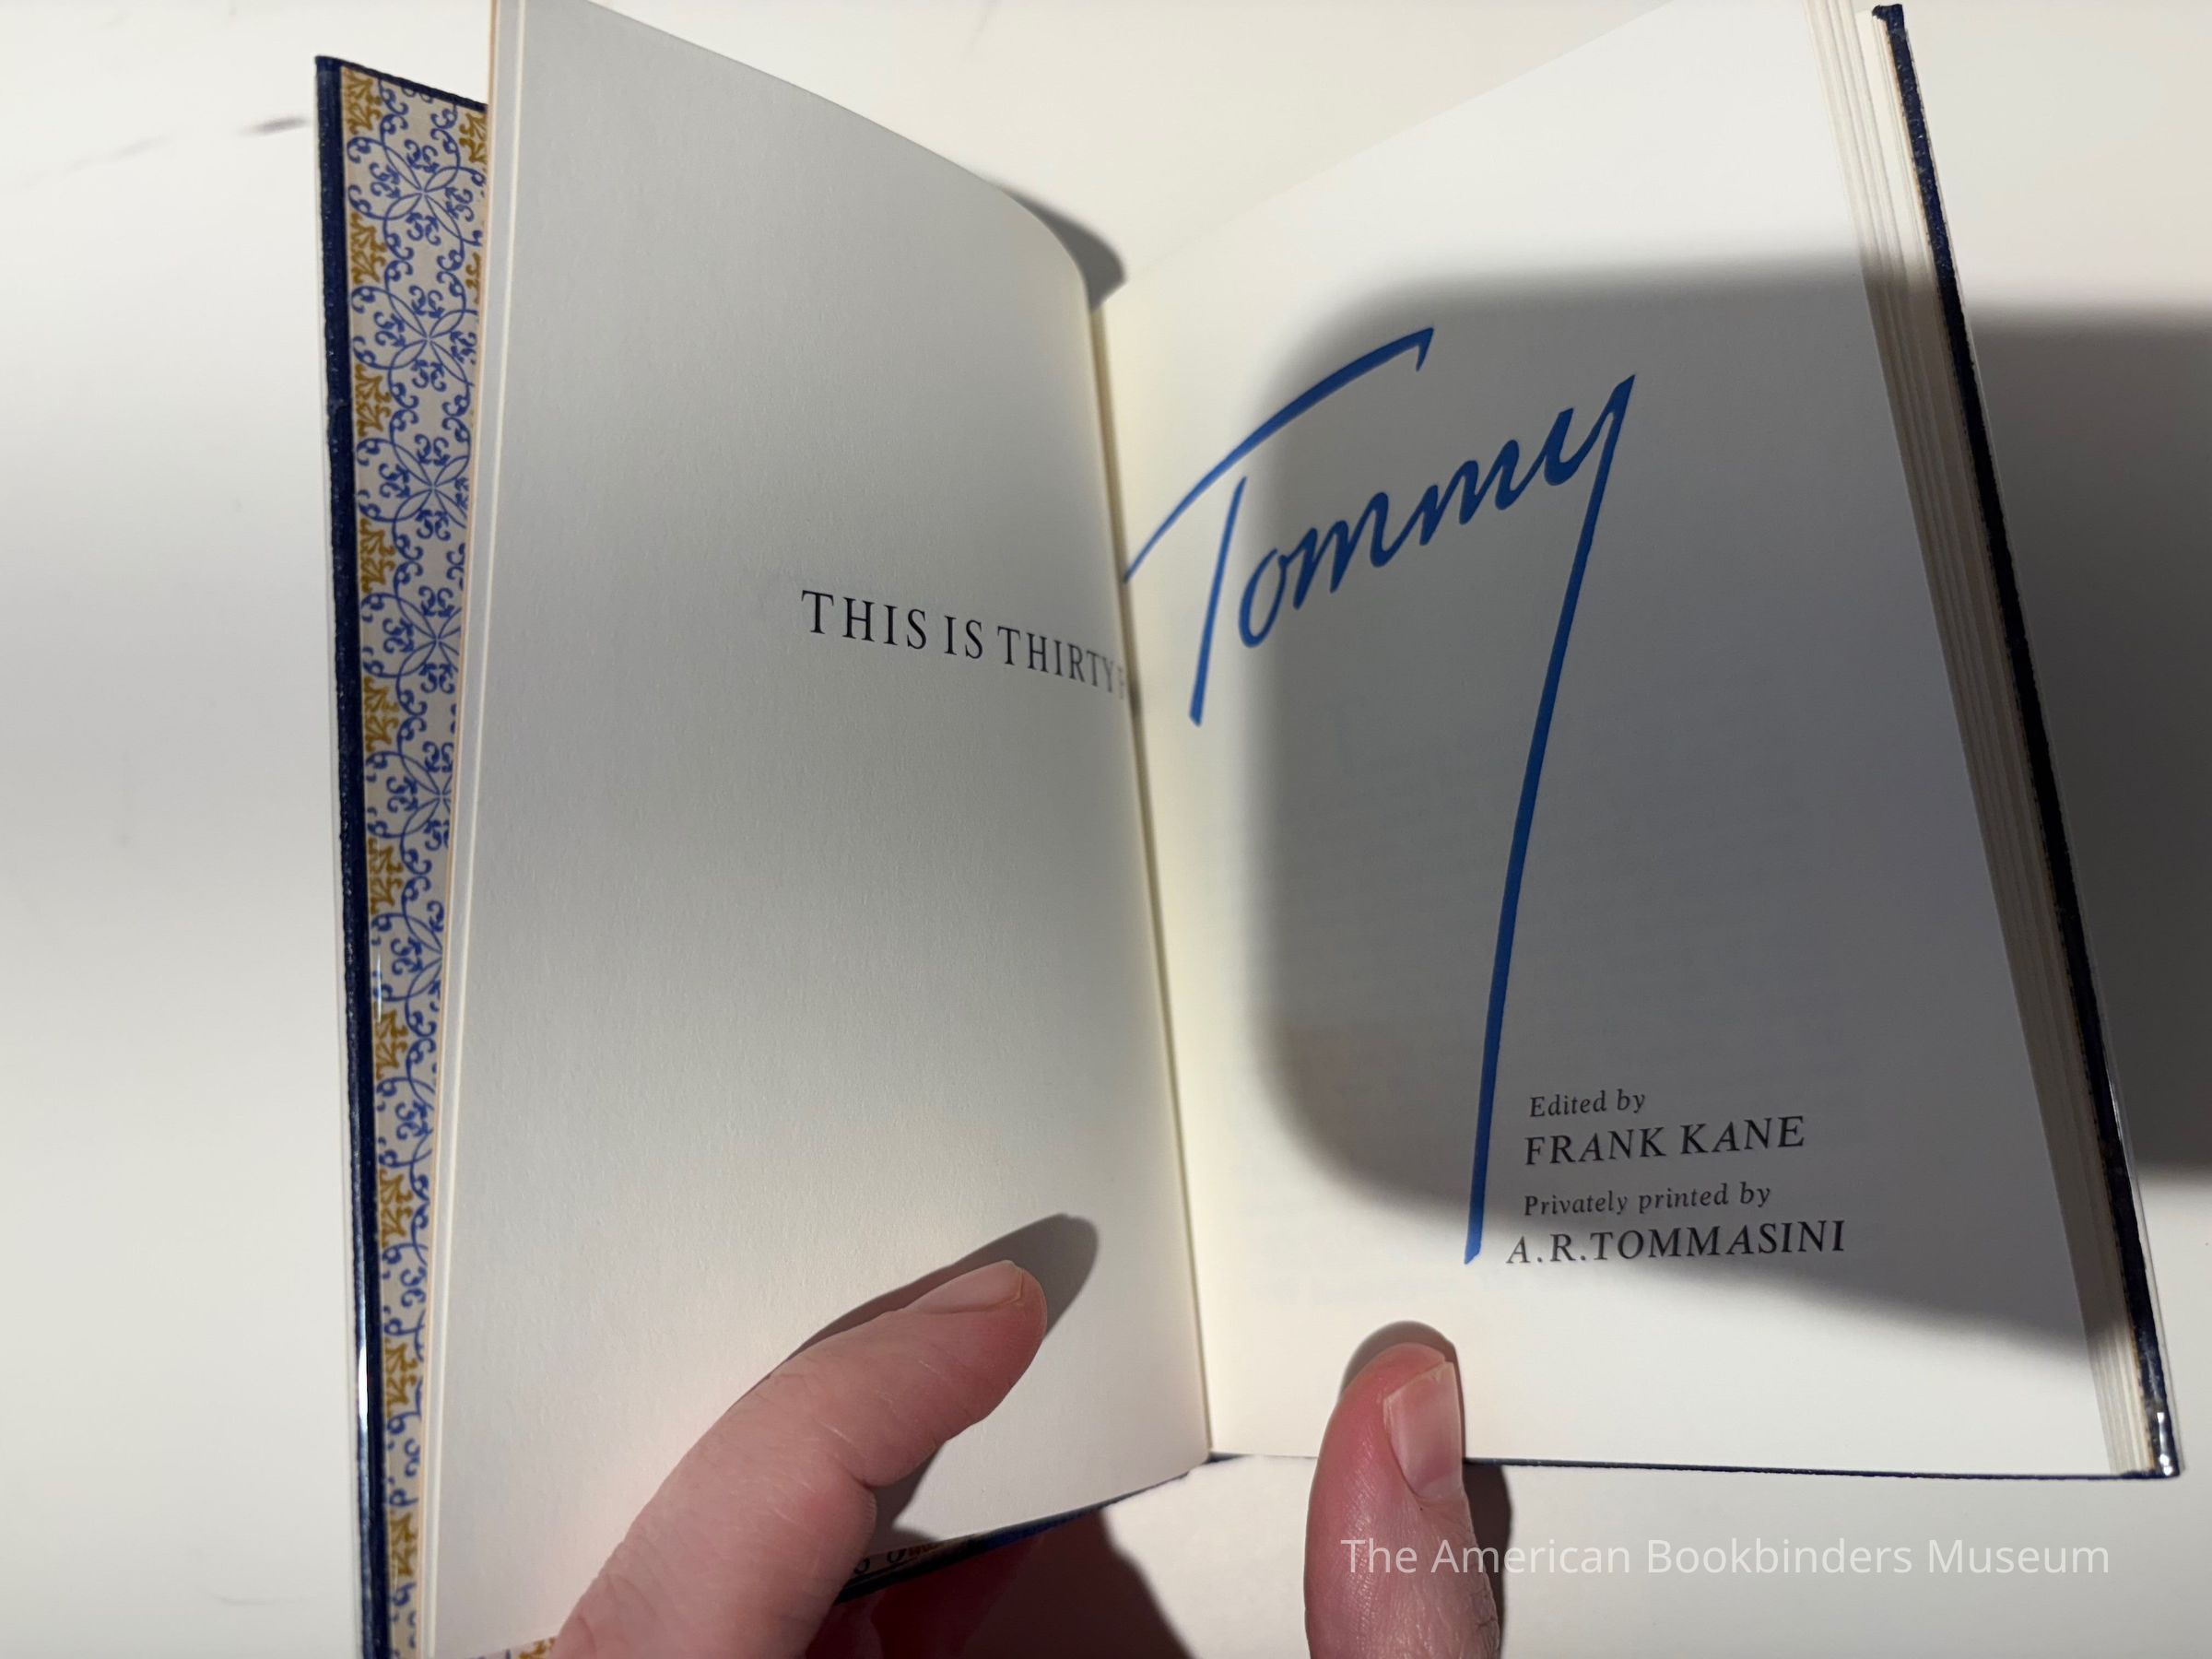 THIS IS THIRTY
Tommy
Edited by
FRANK KANE
Privately printed by
A.R.TOMMASINI
The American Bookbinders Museum